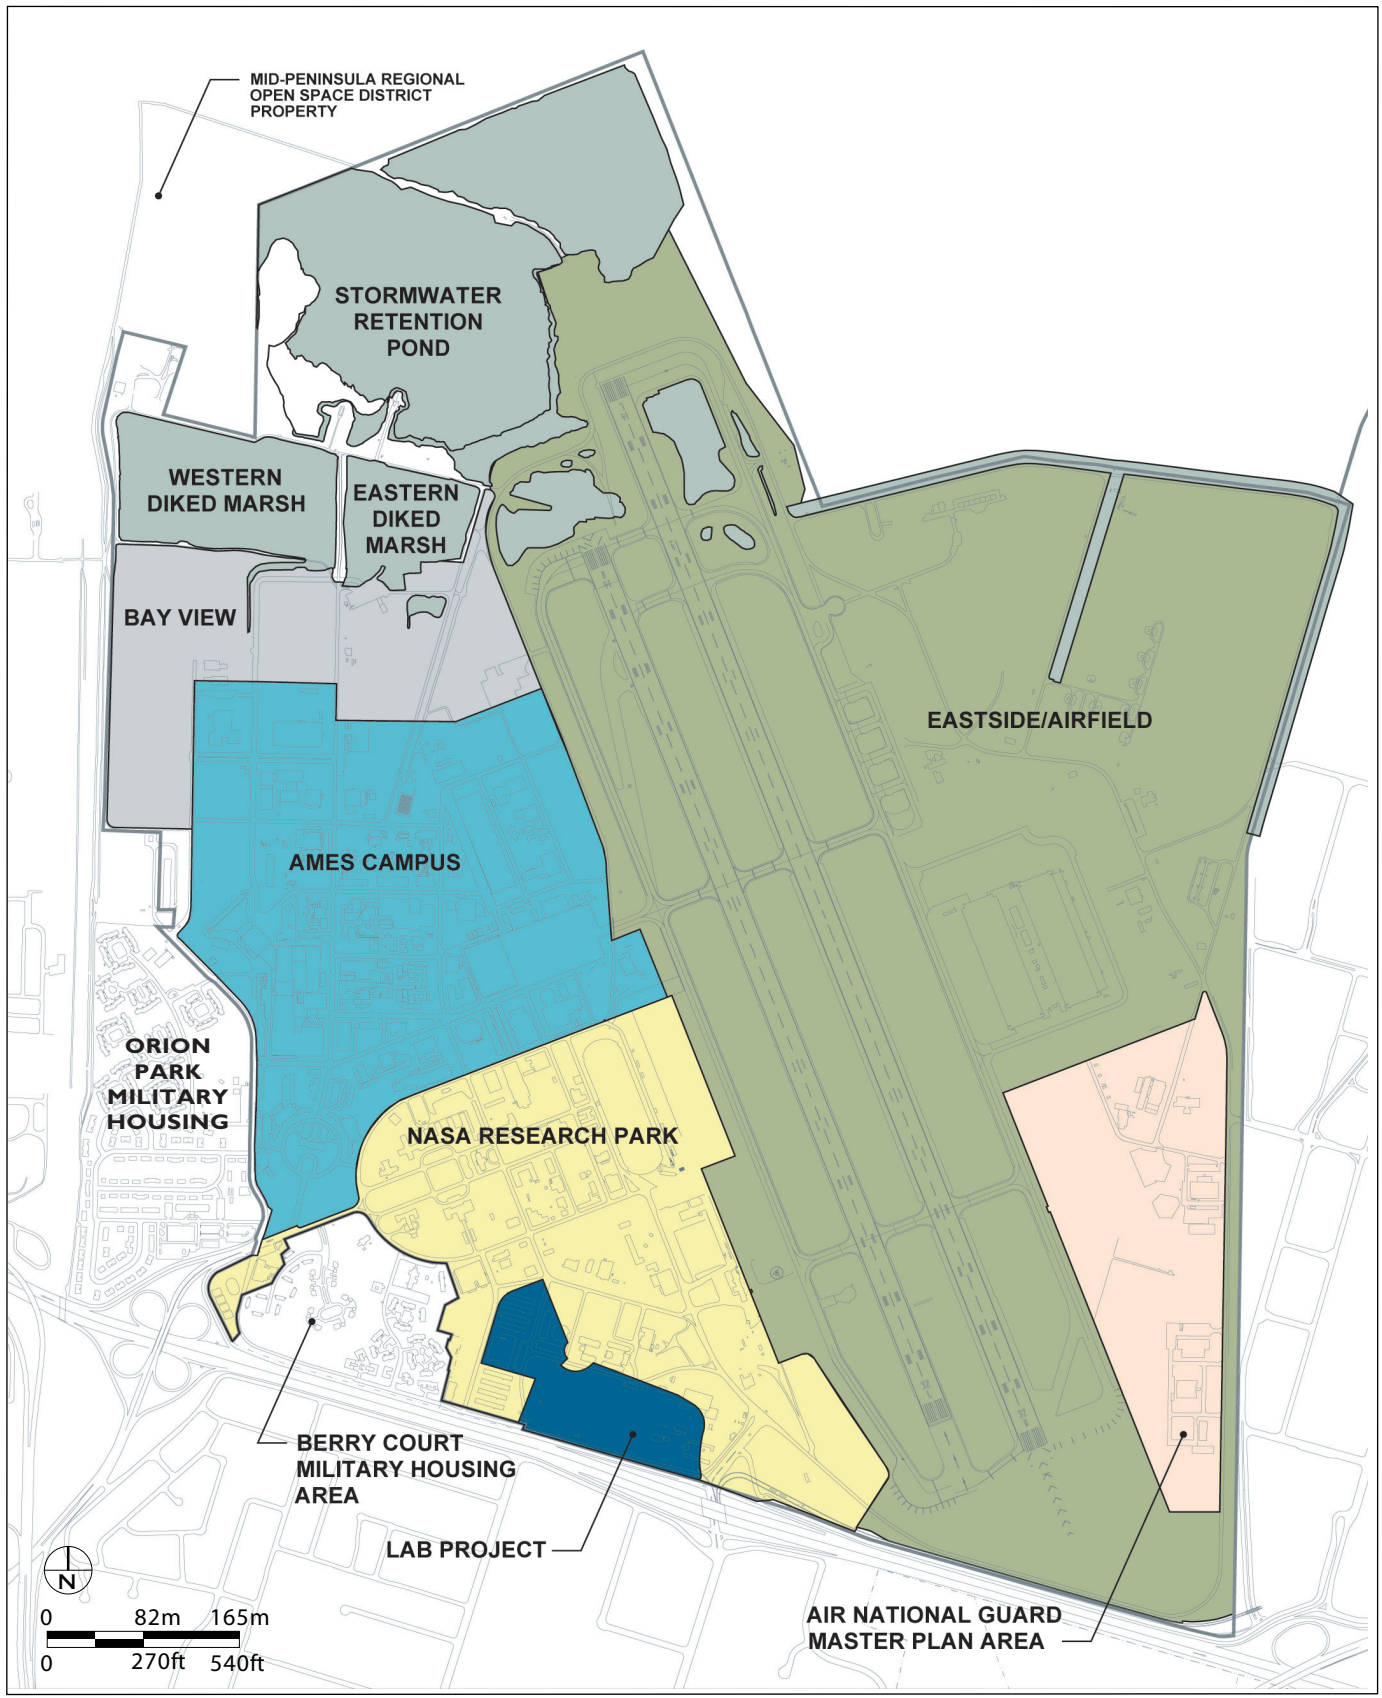 MID-PENINSULA REGIONAL
OPEN SPACE DISTRICT
PROPERTY
STORMWATER
RETENTION
POND
WESTERN
DIKED MARSH
EASTERN
DIKED
MARSH
BAY VIEW
EASTSIDE/AIRFIELD
AMES CAMPUS
ORION
PARK
MILITARY
HOUSING
NASA RESEARCH PARK
BERRY COURT
MILITARY HOUSING
AREA
LAB PROJECT
AIR NATIONAL GUARD
MASTER PLAN AREA
N
0 82m 165m
0 270ft 540ft